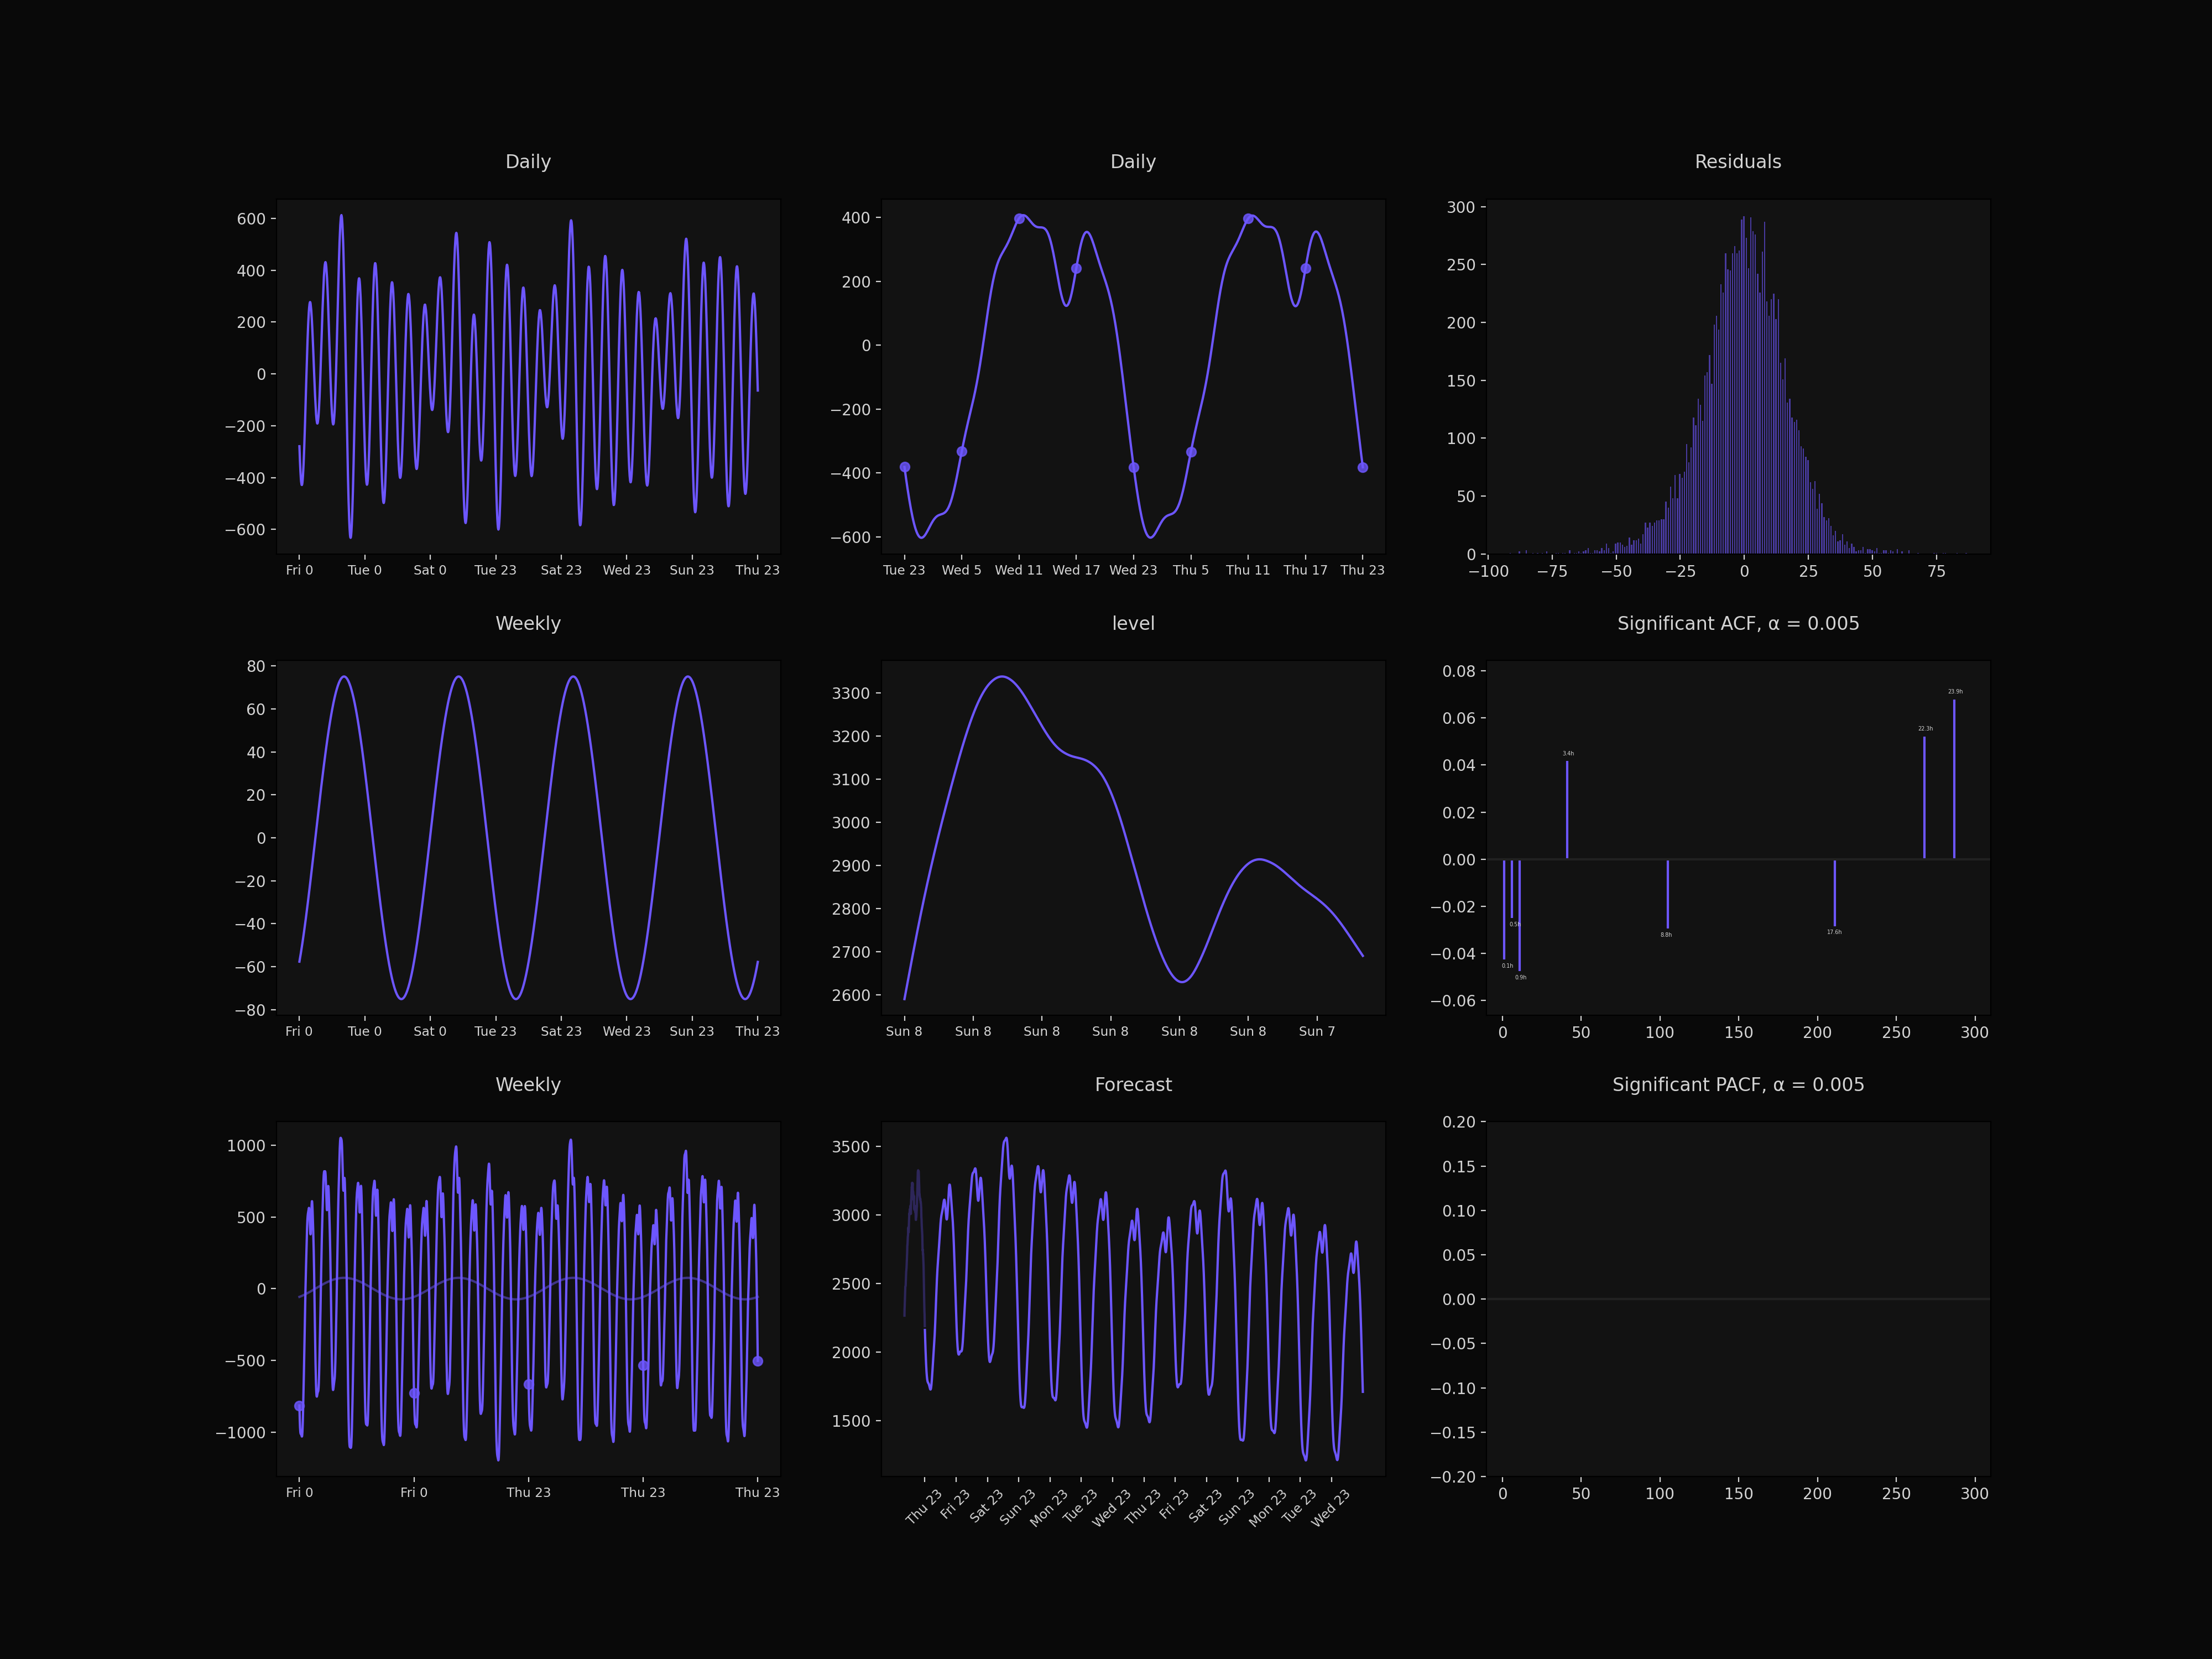 Daily
600
400
200
0
−200
−400
−600
Fri 0 Tue 0 Sat 0 Tue 23 Sat 23 Wed 23 Sun 23 Thu 23
Daily
400
200
0
−200
−400
−600
Tue 23 Wed 5 Wed 11 Wed 17 Wed 23 Thu 5 Thu 11 Thu 17 Thu 23
Residuals
300
250
200
150
100
50
0
−100 −75 −50 −25 0 25 50 75
Weekly
80
60
40
20
0
−20
−40
−60
−80
Fri 0 Tue 0 Sat 0 Tue 23 Sat 23 Wed 23 Sun 23 Thu 23
level
3300
3200
3100
3000
2900
2800
2700
2600
Sun 8 Sun 8 Sun 8 Sun 8 Sun 8 Sun 8 Sun 7
Significant ACF, α = 0.005
0.08
0.06
0.04
0.02
0.00
−0.02
−0.04
−0.06
23.9h
22.3h
3.4h
0.5h
8.8h
17.6h
0.1h
0.9h
0 50 100 150 200 250 300
Weekly
1000
500
0
−500
−1000
Fri 0 Fri 0 Thu 23 Thu 23 Thu 23
Forecast
3500
3000
2500
2000
1500
Thu 23 Fri 23 Sat 23 Sun 23 Mon 23 Tue 23 Wed 23 Thu 23 Fri 23 Sat 23 Sun 23 Mon 23 Tue 23 Wed 23
Significant PACF, α = 0.005
0.20
0.15
0.10
0.05
0.00
−0.05
−0.10
−0.15
−0.20
0 50 100 150 200 250 300